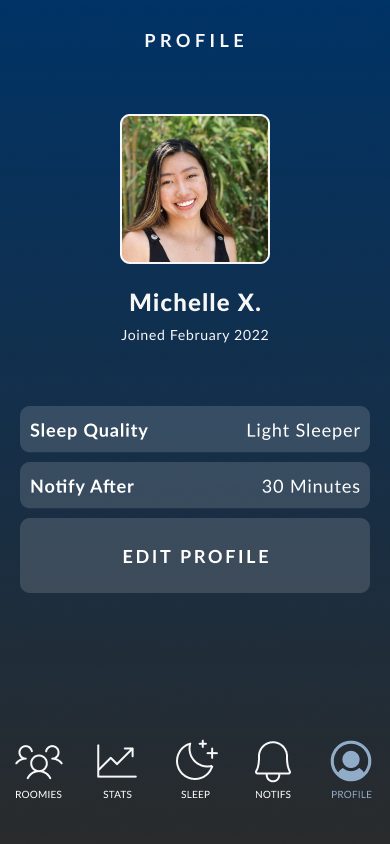 PROFILE
Michelle X.
Joined February 2022
Sleep Quality Light Sleeper
Notify After 30 Minutes
EDIT PROFILE
ROOMIES STATS SLEEP NOTIFS PROFILE